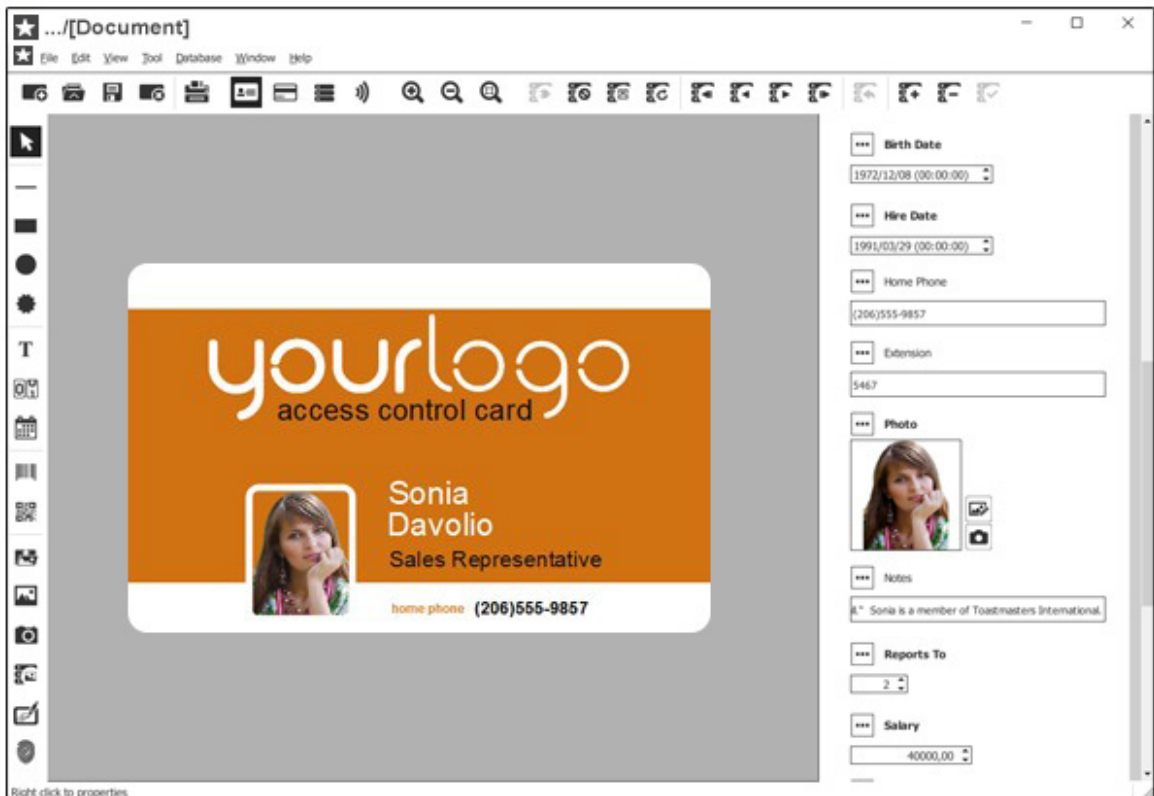 .../[Document]
File Edit View Tool Database Window Help
Birth Date
1972/12/08 (00:00:00)
Hire Date
1991/03/29 (00:00:00)
Home Phone
(206)555-9857
Extension
5467
Photo
Notes
." Sonia is a member of Toastmasters International.
Reports To
2
Salary
40000,00
yourlogo
access control card
Sonia
Davolio
Sales Representative
home phone (206)555-9857
T
Right click to properties